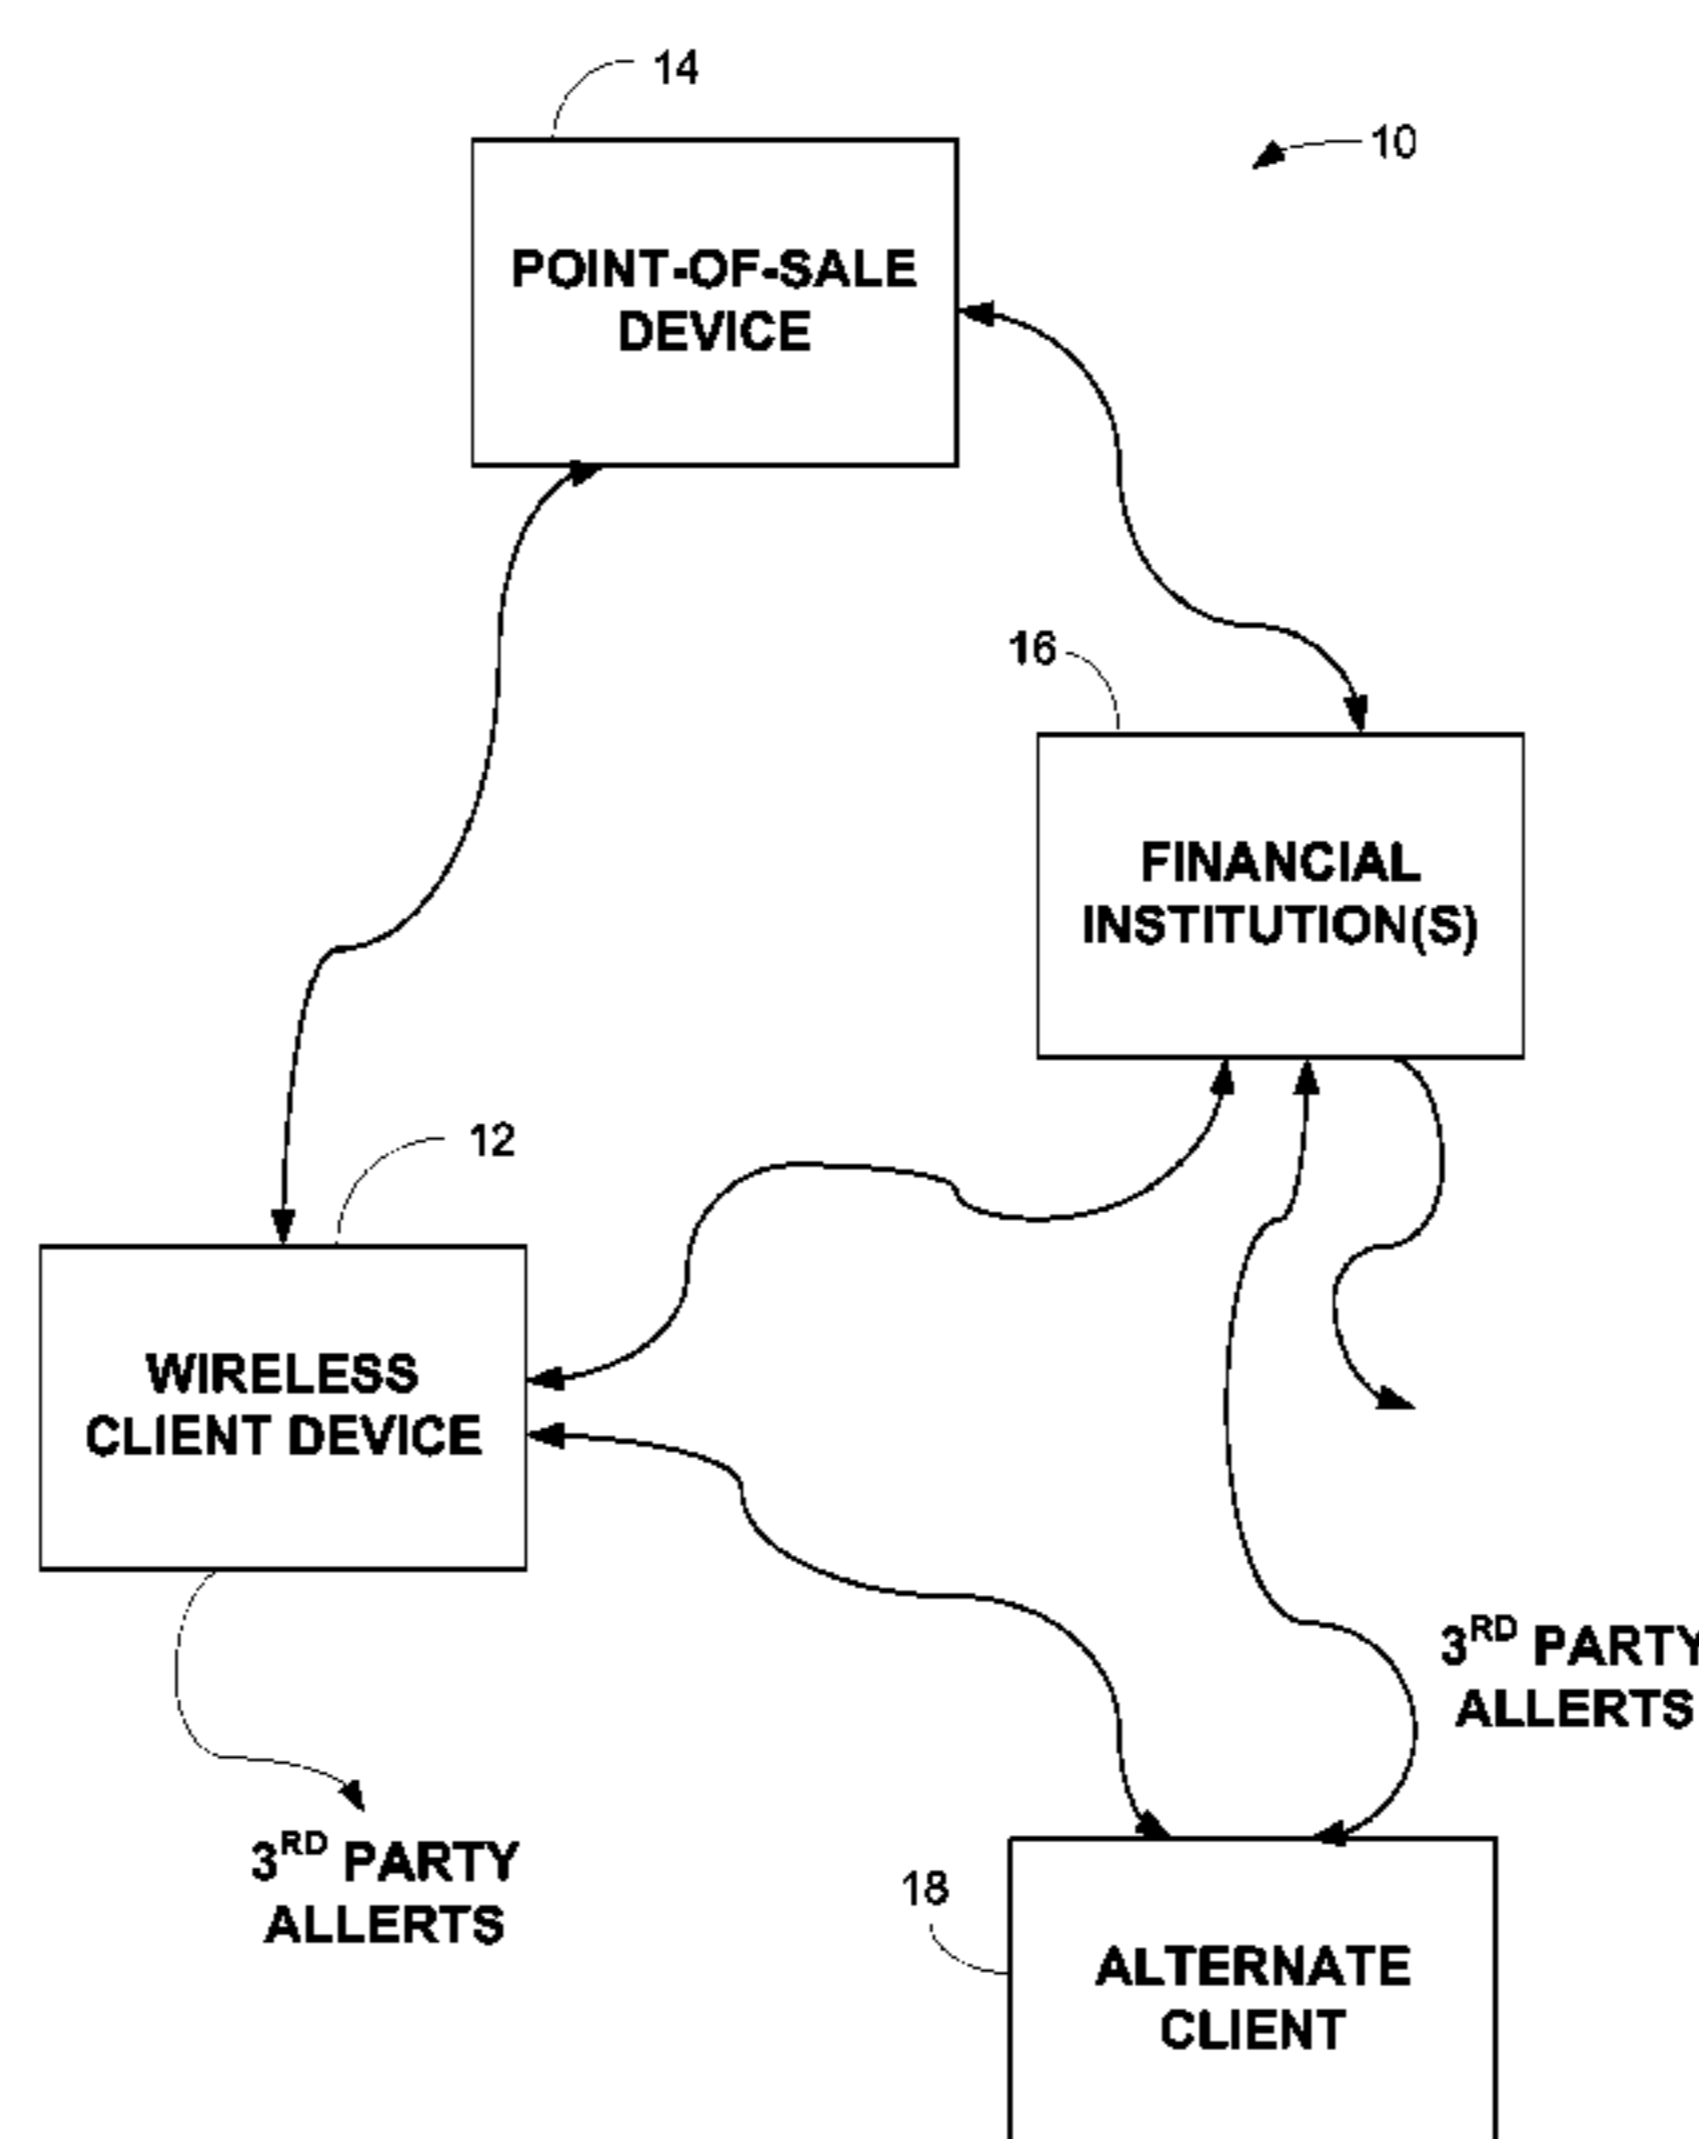 14
10
POINT-OF-SALE
DEVICE
16
FINANCIAL
INSTITUTION(S)
12
WIRELESS
CLIENT DEVICE
3RD PARTY
ALLERTS
3RD PARTY
ALLERTS
18
ALTERNATE
CLIENT